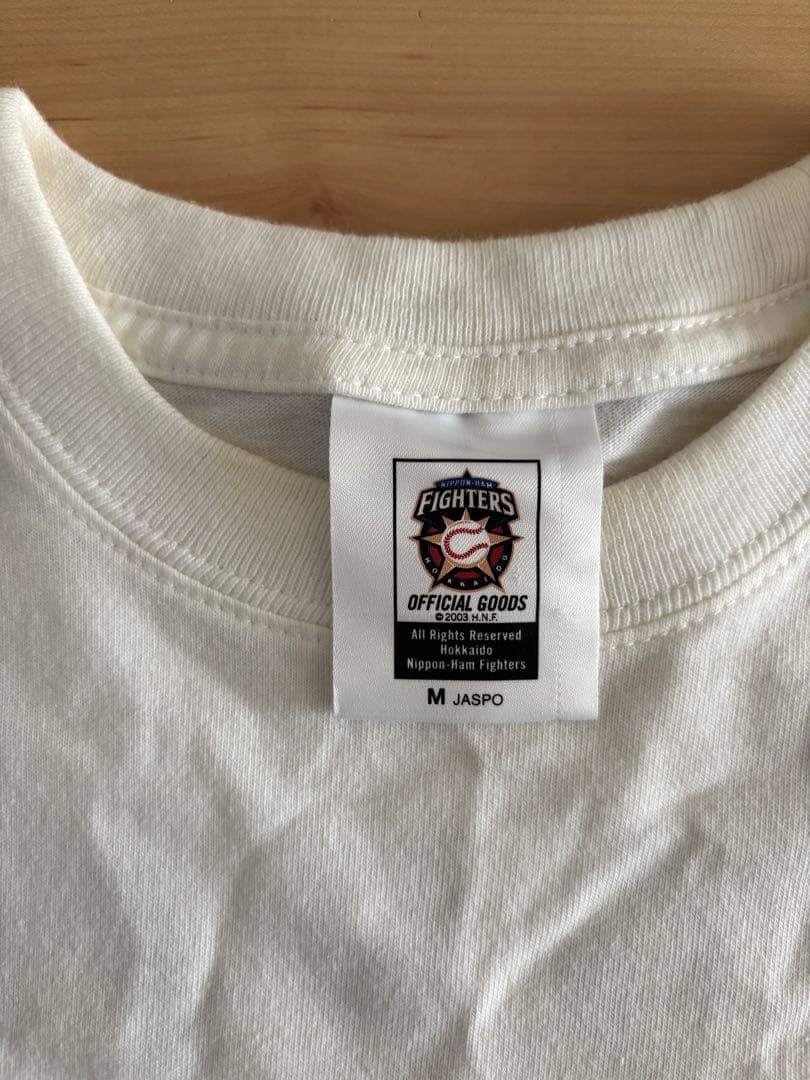 NIPPON-HAM
FIGHTERS
HOKKAIDO
OFFICIAL GOODS
©2003 H.N.F.
All Rights Reserved
Hokkaido
Nippon-Ham Fighters
M JASPO